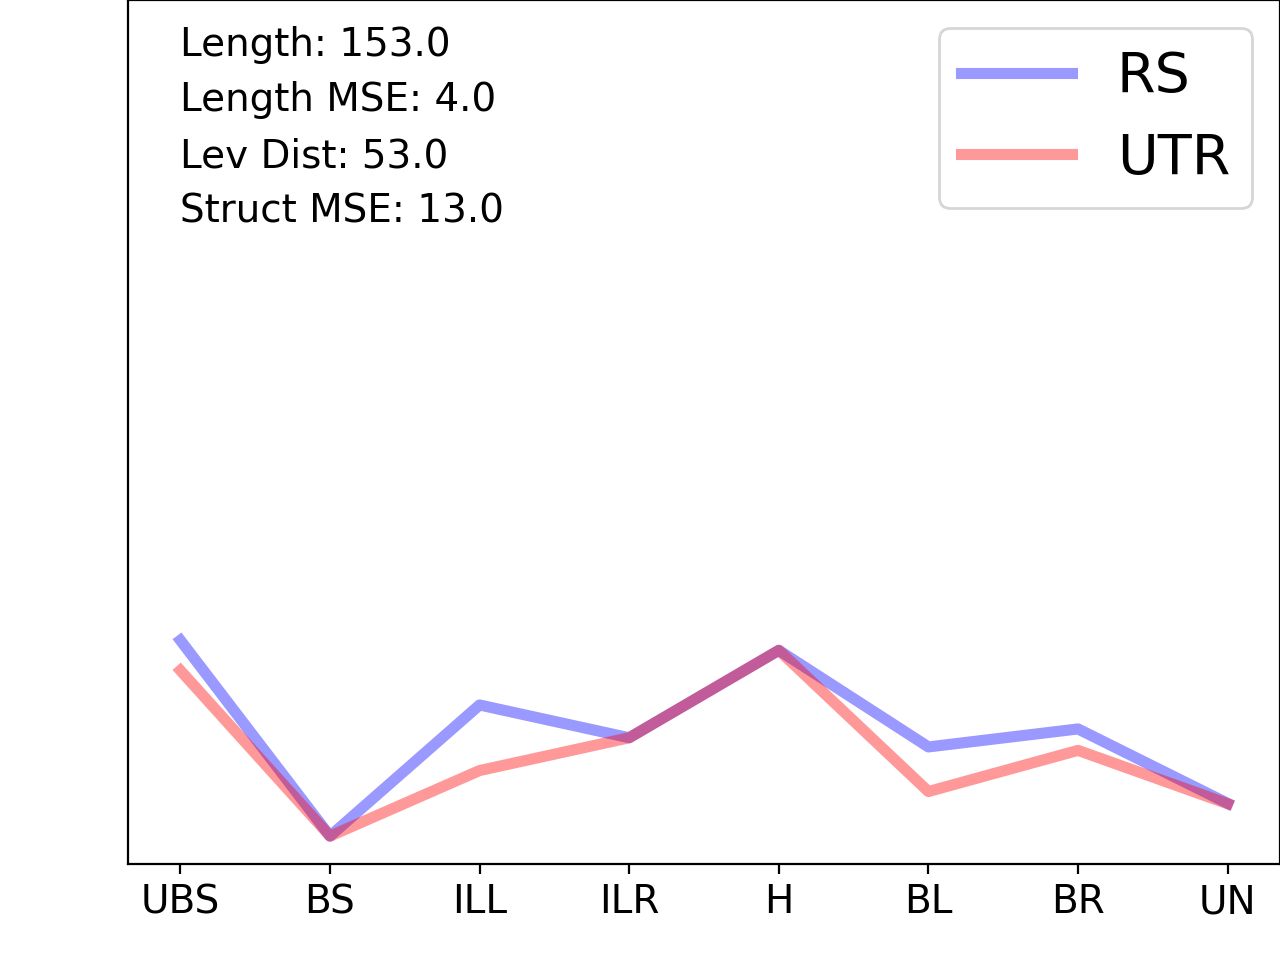 Length: 153.0
Length MSE: 4.0
Lev Dist: 53.0
Struct MSE: 13.0
RS
UTR
UBS BS ILL ILR H BL BR UN